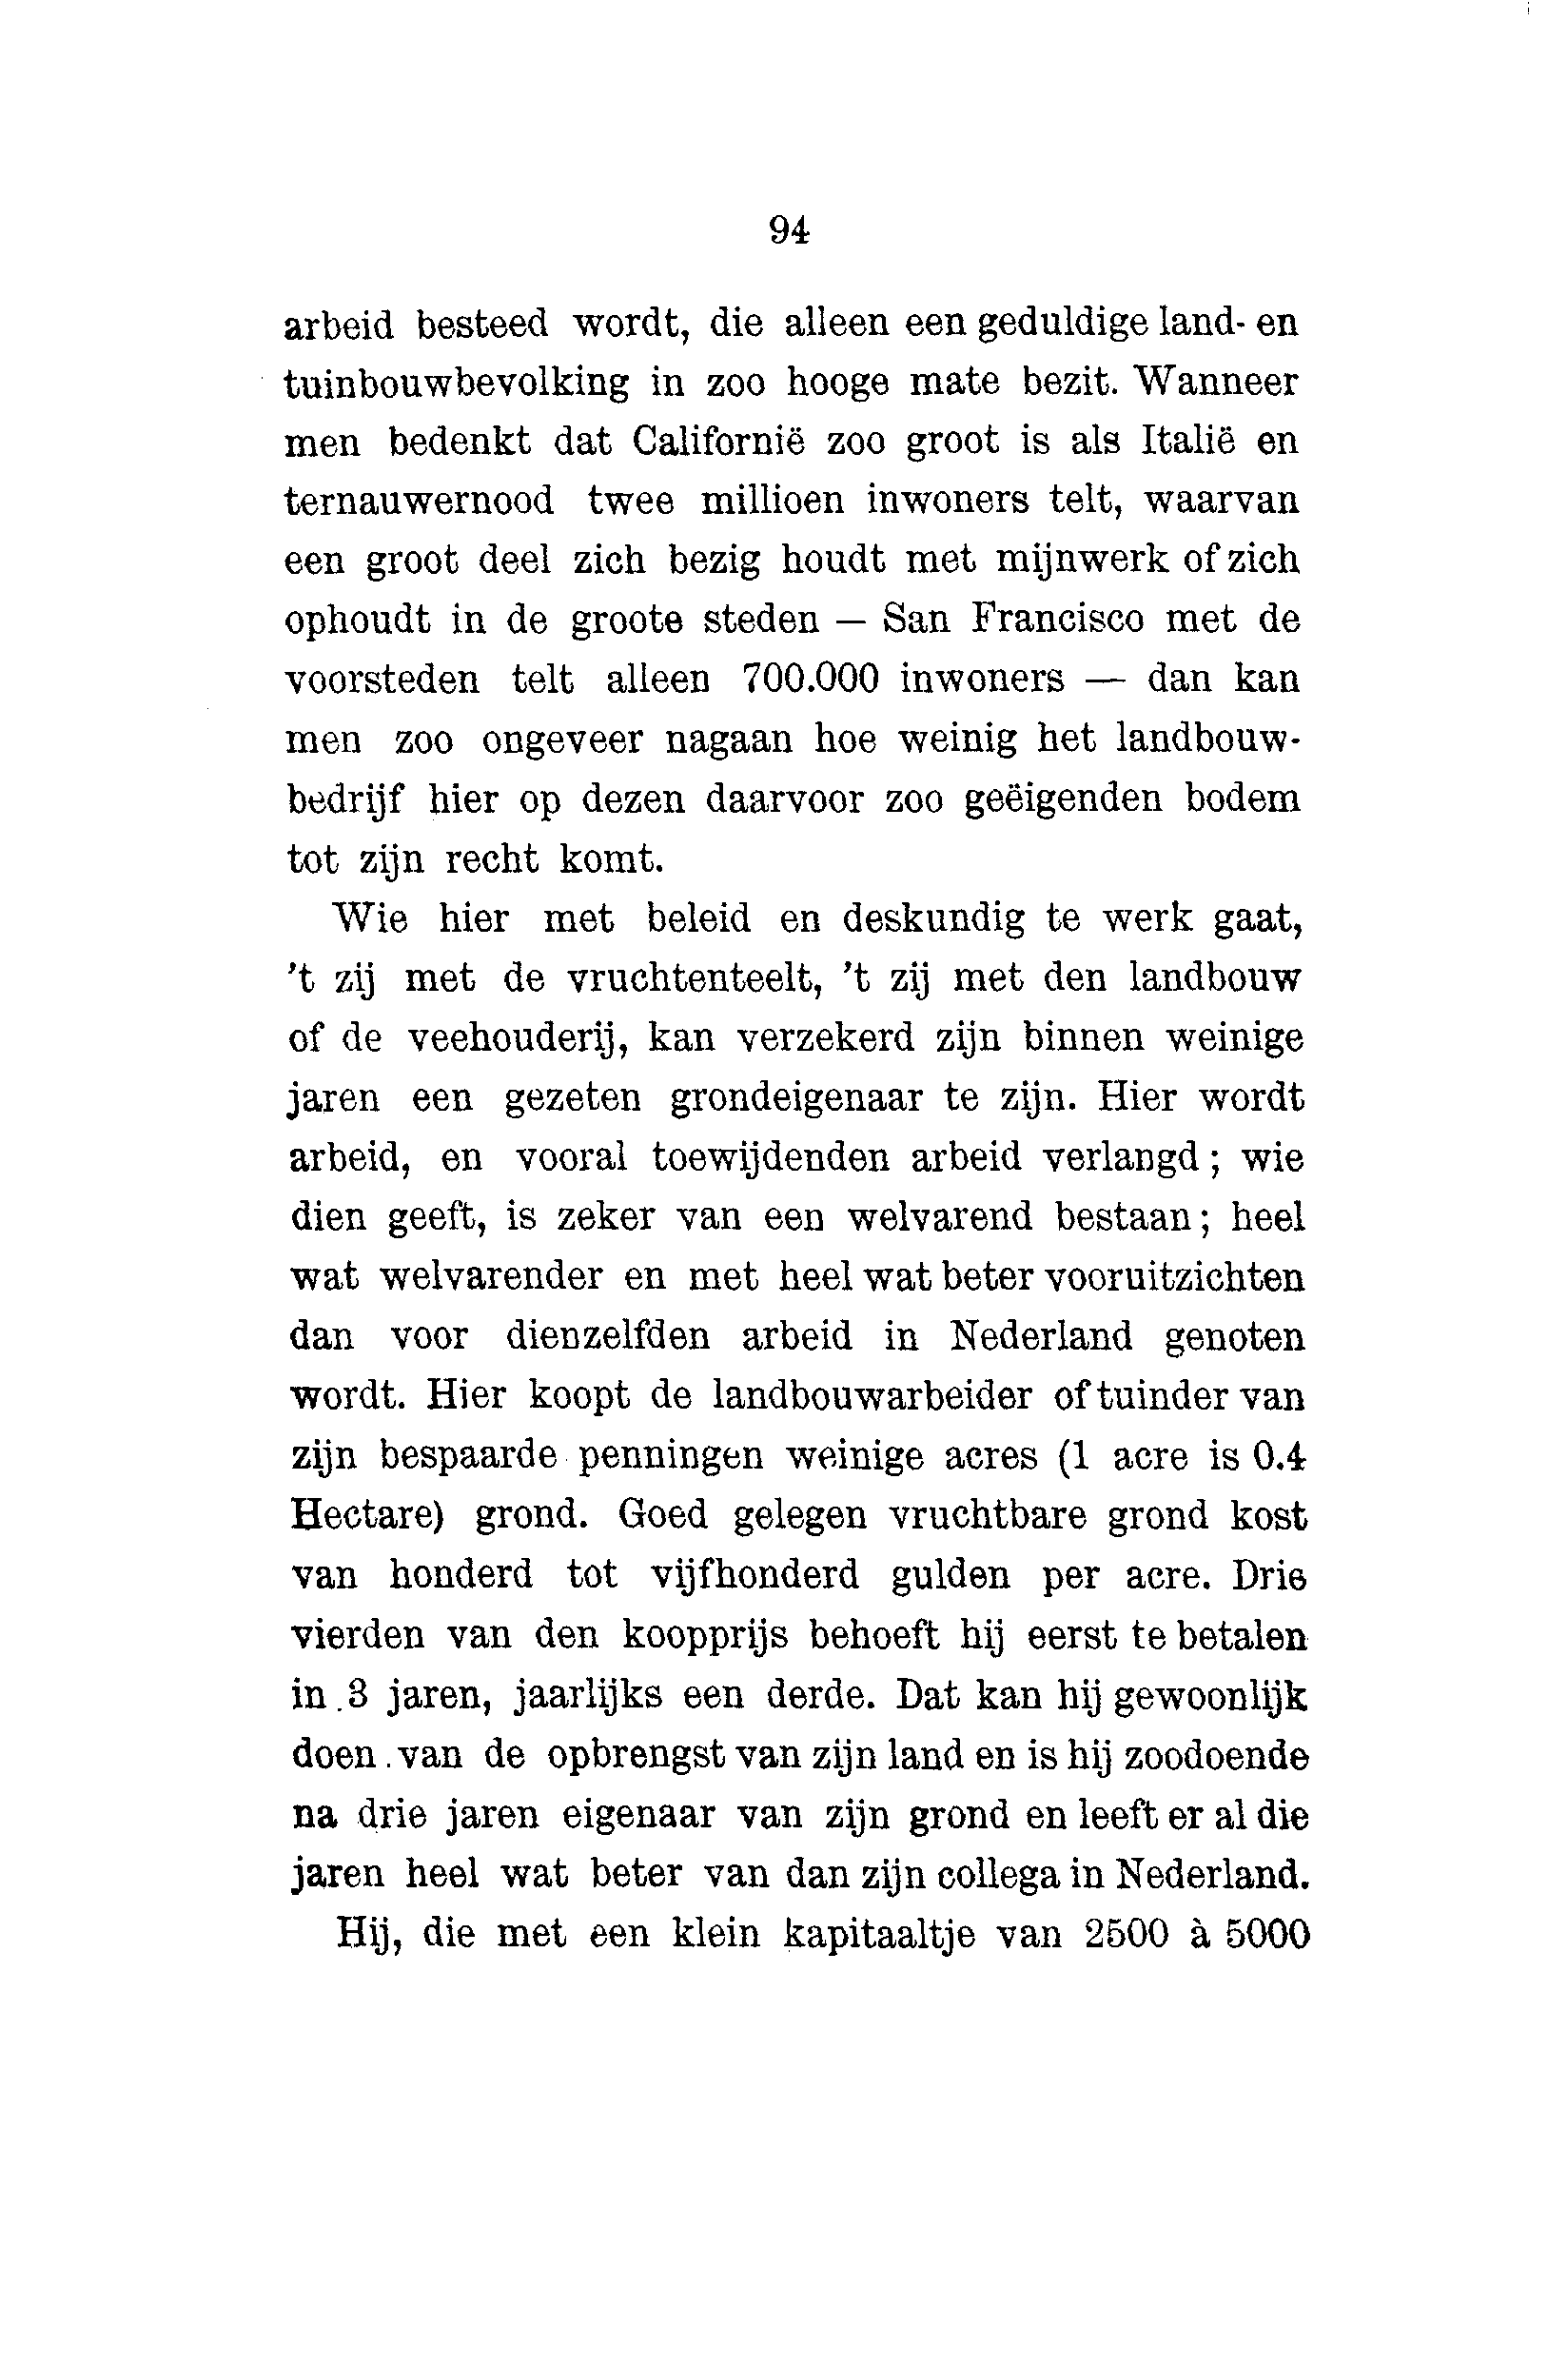 94
arbeid besteed wordt, die alleen een geduldige land- en
tuinbouwbevolking in zoo hooge mate bezit. Wanneer
men bedenkt dat Californië zoo groot is als Italië en
ternauwernood twee millioen inwoners telt, waarvan
een groot deel zich bezig houdt met mijnwerk of zich
ophoudt in de groote steden — San Francisco met de
voorsteden telt alleen 700.000 inwoners — dan kan
men zoo ongeveer nagaan hoe weinig het landbouw-
bedrijf hier op dezen daarvoor zoo geëigenden bodem
tot zijn recht komt.
Wie hier met beleid en deskundig te werk gaat,
't zij met de vruchtenteelt, 't zij met den landbouw
of de veehouderij, kan verzekerd zijn binnen weinige
jaren een gezeten grondeigenaar te zijn. Hier wordt
arbeid, en vooral toewijdenden arbeid verlangd; wie
dien geeft, is zeker van een welvarend bestaan; heel
wat welvarender en met heel wat beter vooruitzichten
dan voor dienzelfden arbeid in Nederland genoten
wordt. Hier koopt de landbouwarbeider of tuinder van
zijn bespaarde penningen weinige acres (1 acre is 0.4
Hectare) grond. Goed gelegen vruchtbare grond kost
van honderd tot vijfhonderd gulden per acre. Drie
vierden van den koopprijs behoeft hij eerst te betalen
in 3 jaren, jaarlijks een derde. Dat kan hij gewoonlijk
doen van de opbrengst van zijn land en is hij zoodoende
na drie jaren eigenaar van zijn grond en leeft er al die
jaren heel wat beter van dan zijn collega in Nederland.
Hij, die met een klein kapitaaltje van 2500 à 5000